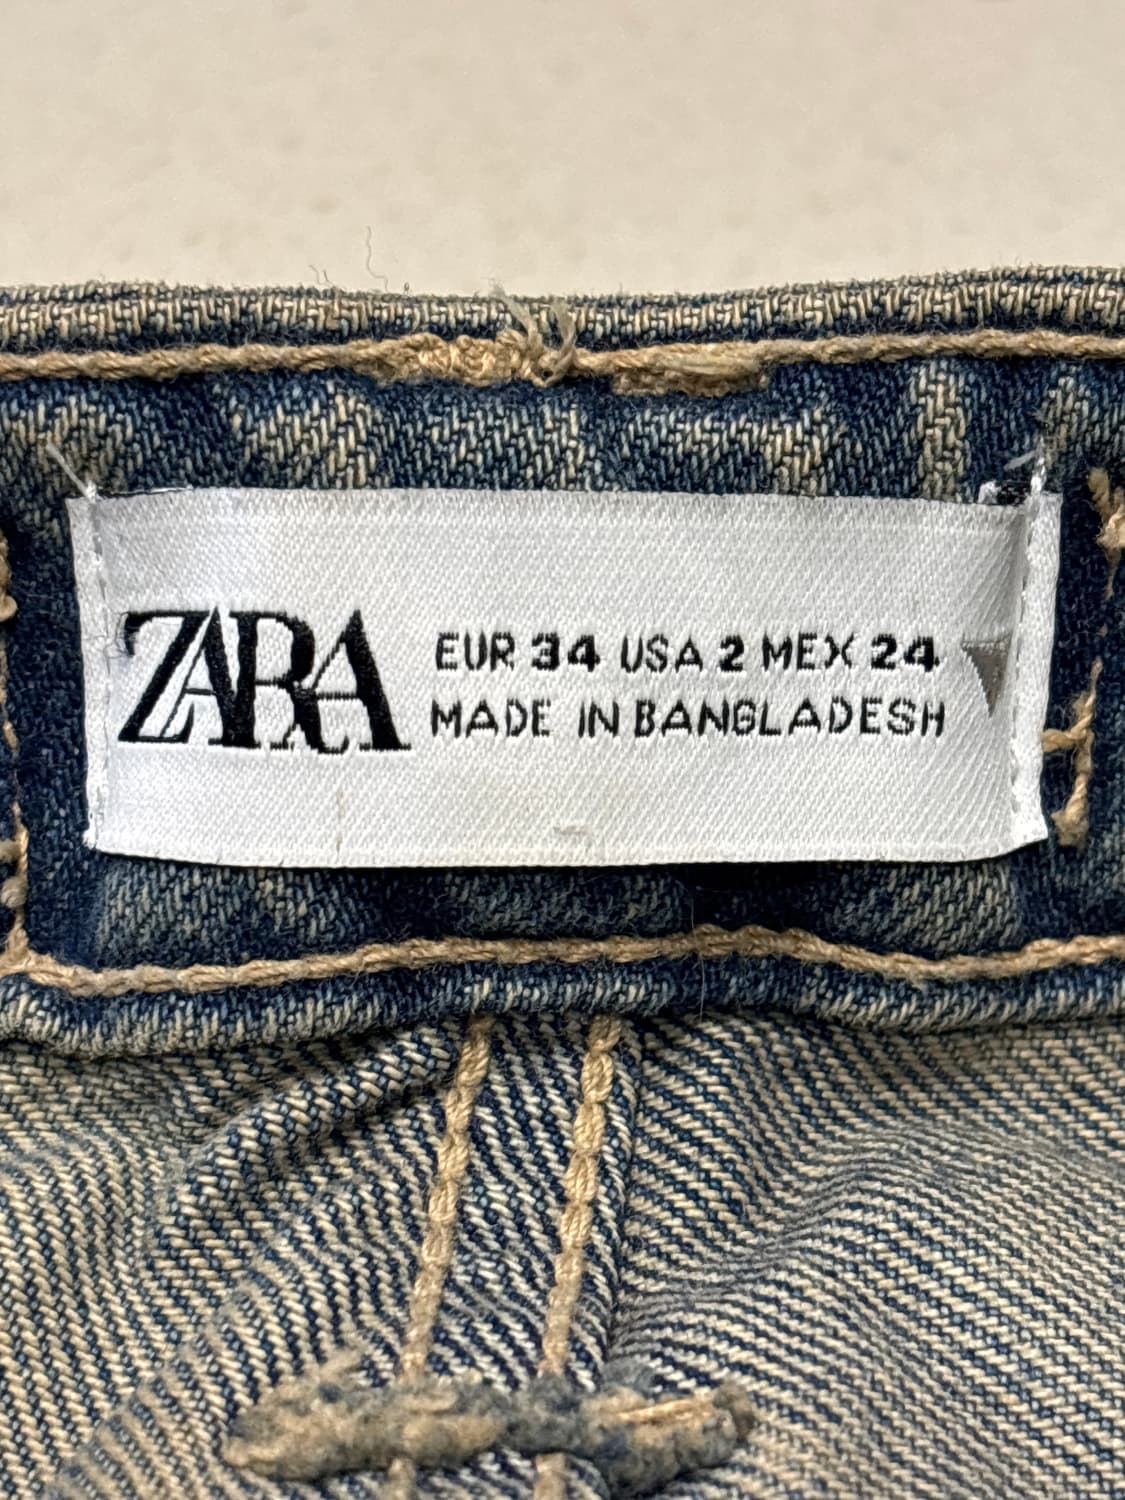 ZARA
EUR 34 USA 2 MEX 24
MADE IN BANGLADESH